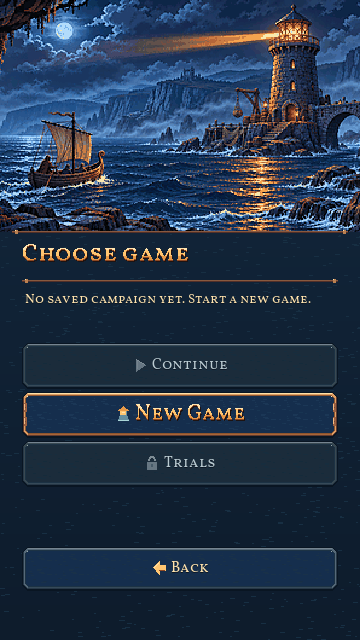 Choose game
No saved campaign yet. Start a new game.
Continue
New Game
Trials
Back